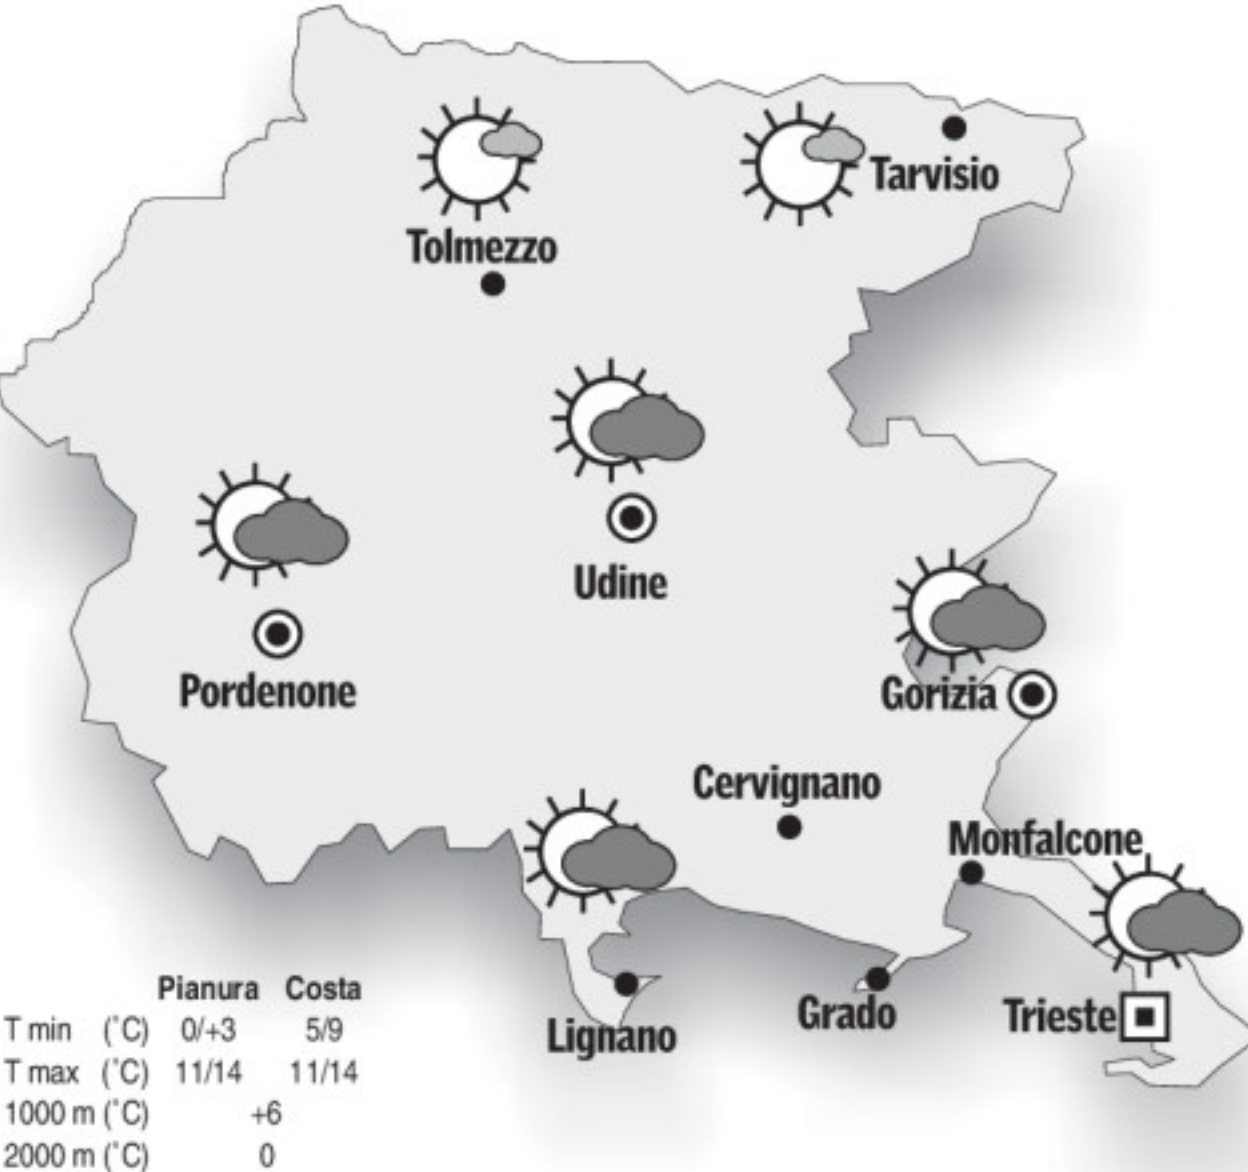 Tarvisio
Tolmezzo
Udine
Pordenone
Gorizia
Cervignano
Monfalcone
Grado
Trieste
Lignano
Pianura Costa
T min (˚C) 0/+3 5/9
T max (˚C) 11/14 11/14
1000 m (˚C) +6
2000 m (˚C) 0